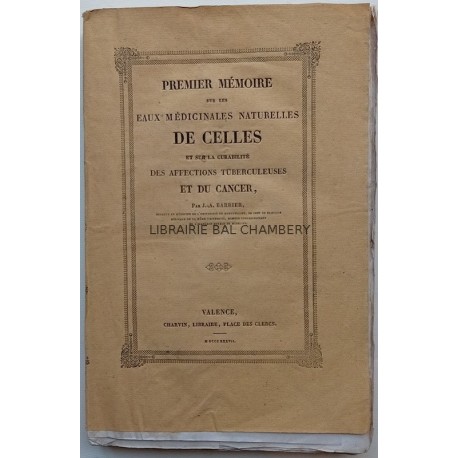 PREMIER MÉMOIRE
SUR LES
EAUX MÉDICINALES NATURELLES
DE CELLES
ET SUR LA CURABILITÉ
DES AFFECTIONS TUBERCULEUSES
ET DU CANCER,
PAR J.-A. BARRIER,
LIBRAIRIE BAL CHAMBERY
VALENCE,
CHARVIN, LIBRAIRE, PLACE DES CLERCS.